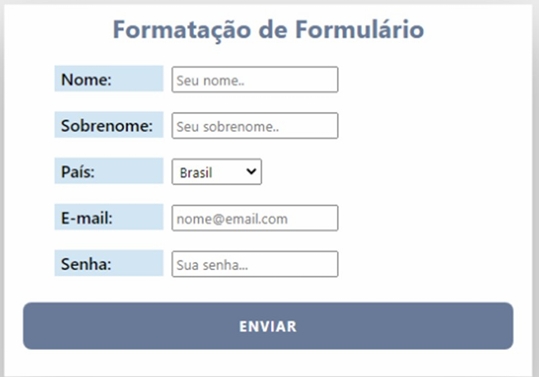 Formatação de Formulário
Nome: Seu nome..
Sobrenome: Seu sobrenome..
País: Brasil
E-mail: nome@email.com
Senha: Sua senha...
ENVIAR